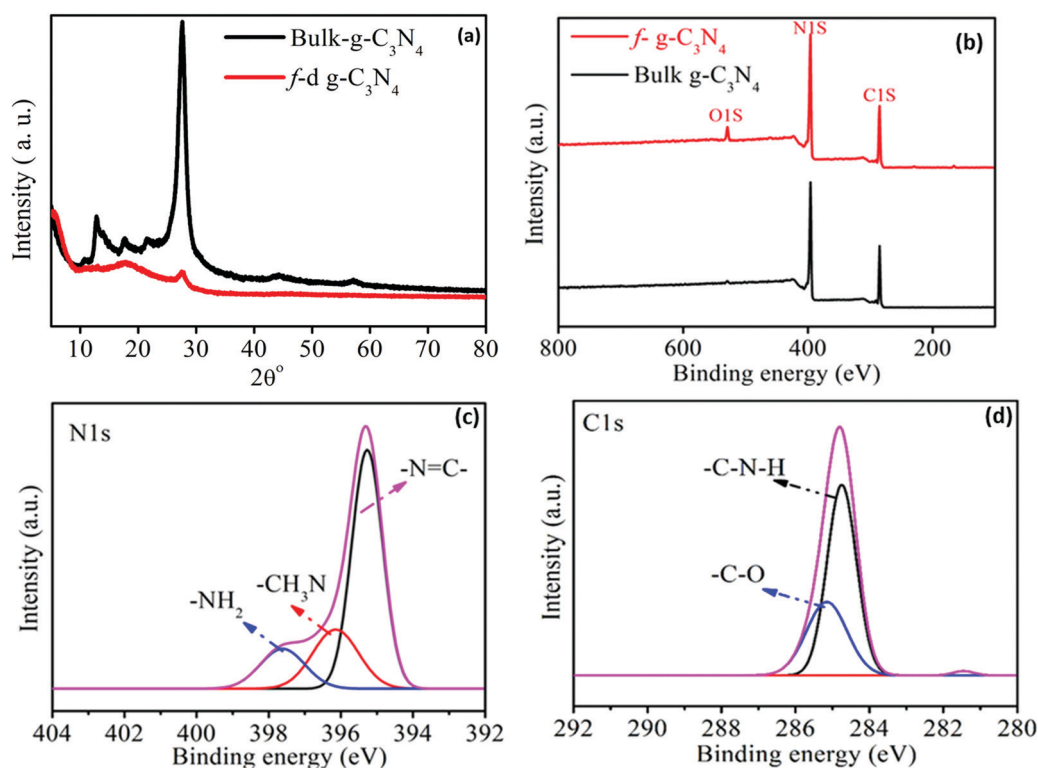 (a)
Bulk-g-C₃N₄
f-d g-C₃N₄
Intensity ( a. u.)
10 20 30 40 50 60 70 80
2θ°
(b)
f- g-C₃N₄
Bulk g-C₃N₄
N1S
C1S
O1S
Intensity (a.u.)
800 600 400 200
Binding energy (eV)
(c)
N1s
-N=C-
-CH₃N
-NH₂
Intensity (a.u.)
404 402 400 398 396 394 392
Binding energy (eV)
(d)
C1s
-C-N-H
-C-O
Intensity (a.u.)
292 290 288 286 284 282 280
Binding energy (eV)